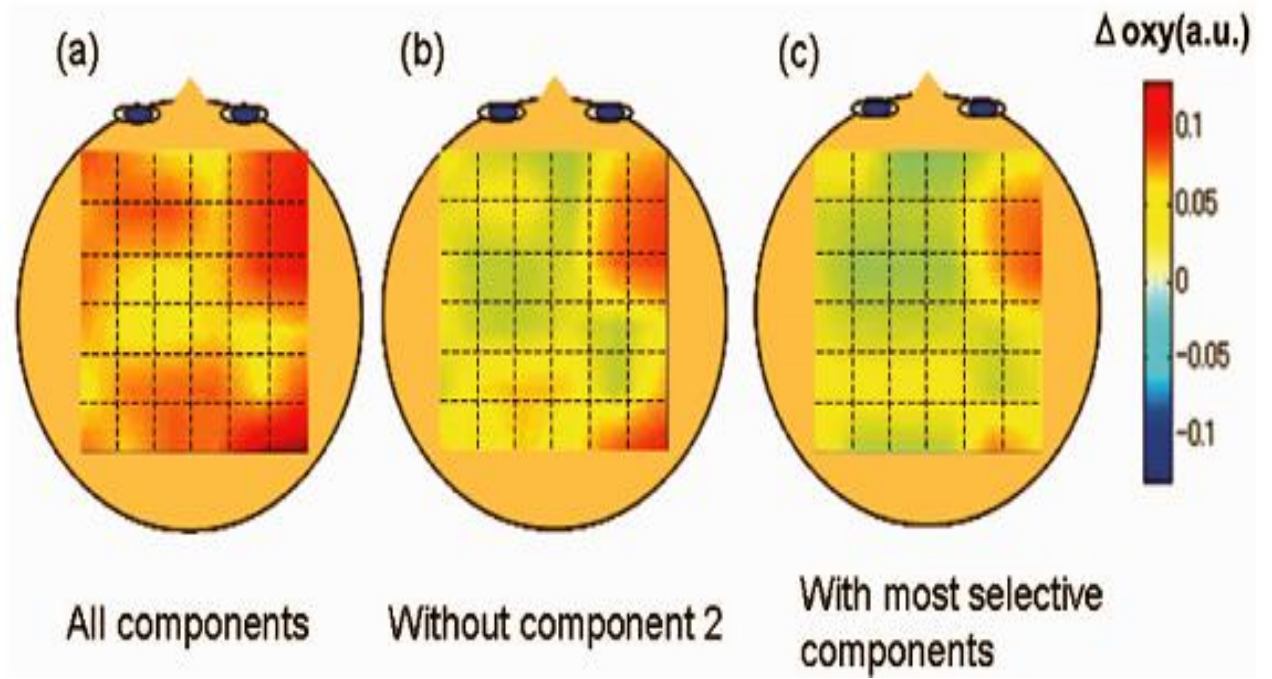 (a)
(b)
(c)
Δ oxy(a.u.)
0.1
0.05
0
−0.05
−0.1
All components
Without component 2
With most selective
components